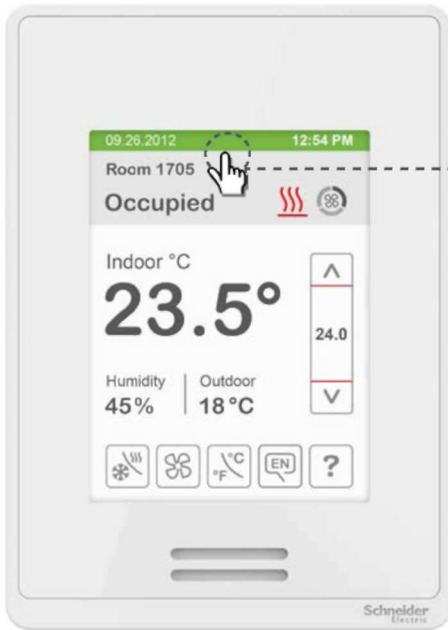 09.26.2012 12:54 PM
Room 1705
Occupied
Indoor °C
23.5°
24.0
Humidity Outdoor
45% 18°C
°F °C EN ?
Schneider
Electric